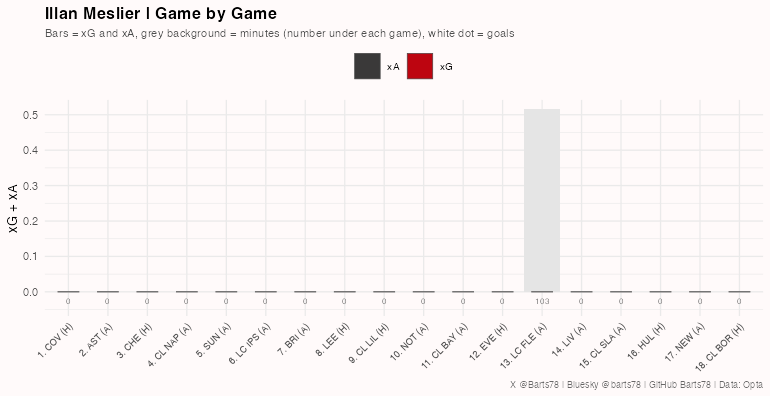 Illan Meslier | Game by Game
Bars = xG and xA, grey background = minutes (number under each game), white dot = goals
xA xG
xG + xA
0.5
0.4
0.3
0.2
0.1
0.0
0 0 0 0 0 0 0 0 0 0 0 0 103 0 0 0 0 0
1. COV (H)
2. AST (A)
3. CHE (H)
4. CL NAP (A)
5. SUN (A)
6. LC IPS (A)
7. BRI (A)
8. LEE (H)
9. CL LIL (H)
10. NOT (A)
11. CL BAY (A)
12. EVE (H)
13. LC FLE (A)
14. LIV (A)
15. CL SLA (A)
16. HUL (H)
17. NEW (A)
18. CL BOR (H)
X @Barts78 | Bluesky @barts78 | GitHub Barts78 | Data: Opta